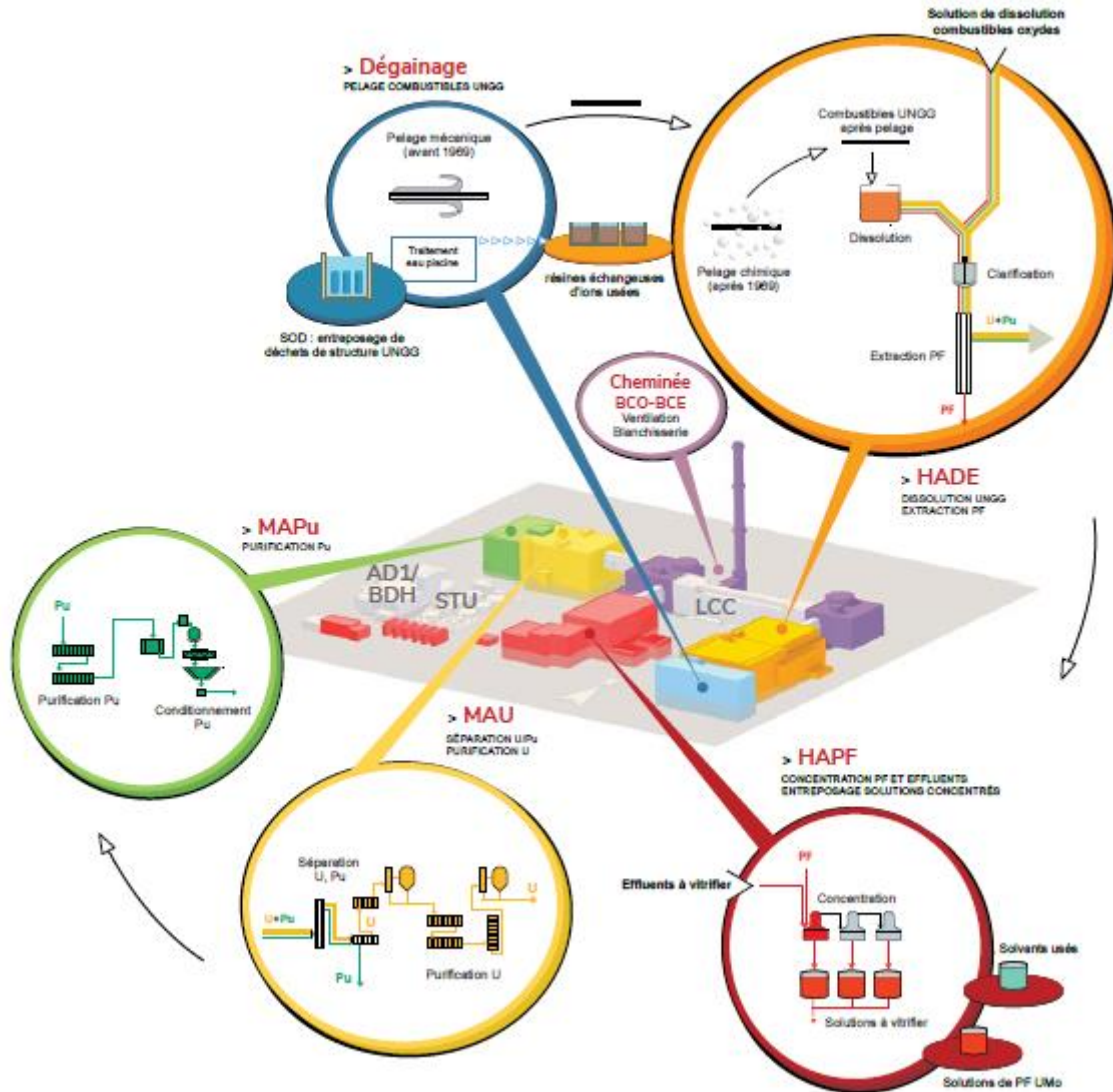 Solution de dissolution
combustibles oxydes
> Dégainage
PELAGE COMBUSTIBLES UNGG
Pelage mécanique
(avant 1969)
Traitement
eau piscine
SOD : entreposage de
déchets de structure UNGG
résines échangeuses
d'ions usées
Combustibles UNGG
après pelage
Dissolution
Pelage chimique
(après 1969)
Clarification
U+Pu
Extraction PF
PF
> HADE
DISSOLUTION UNGG
EXTRACTION PF
Cheminée
BCO-BCE
Ventilation
Blanchisserie
> MAPu
PURIFICATION Pu
Pu
Purification Pu
Conditionnement
Pu
AD1/
BDH
STU
LCC
> MAU
SÉPARATION U/Pu
PURIFICATION U
Séparation
U, Pu
U+Pu
U
U
Pu
Purification U
> HAPF
CONCENTRATION PF ET EFFLUENTS
ENTREPOSAGE SOLUTIONS CONCENTRÉS
Effluents à vitrifier
PF
Concentration
Solutions à vitrifier
Solvants usés
Solutions de PF UMo